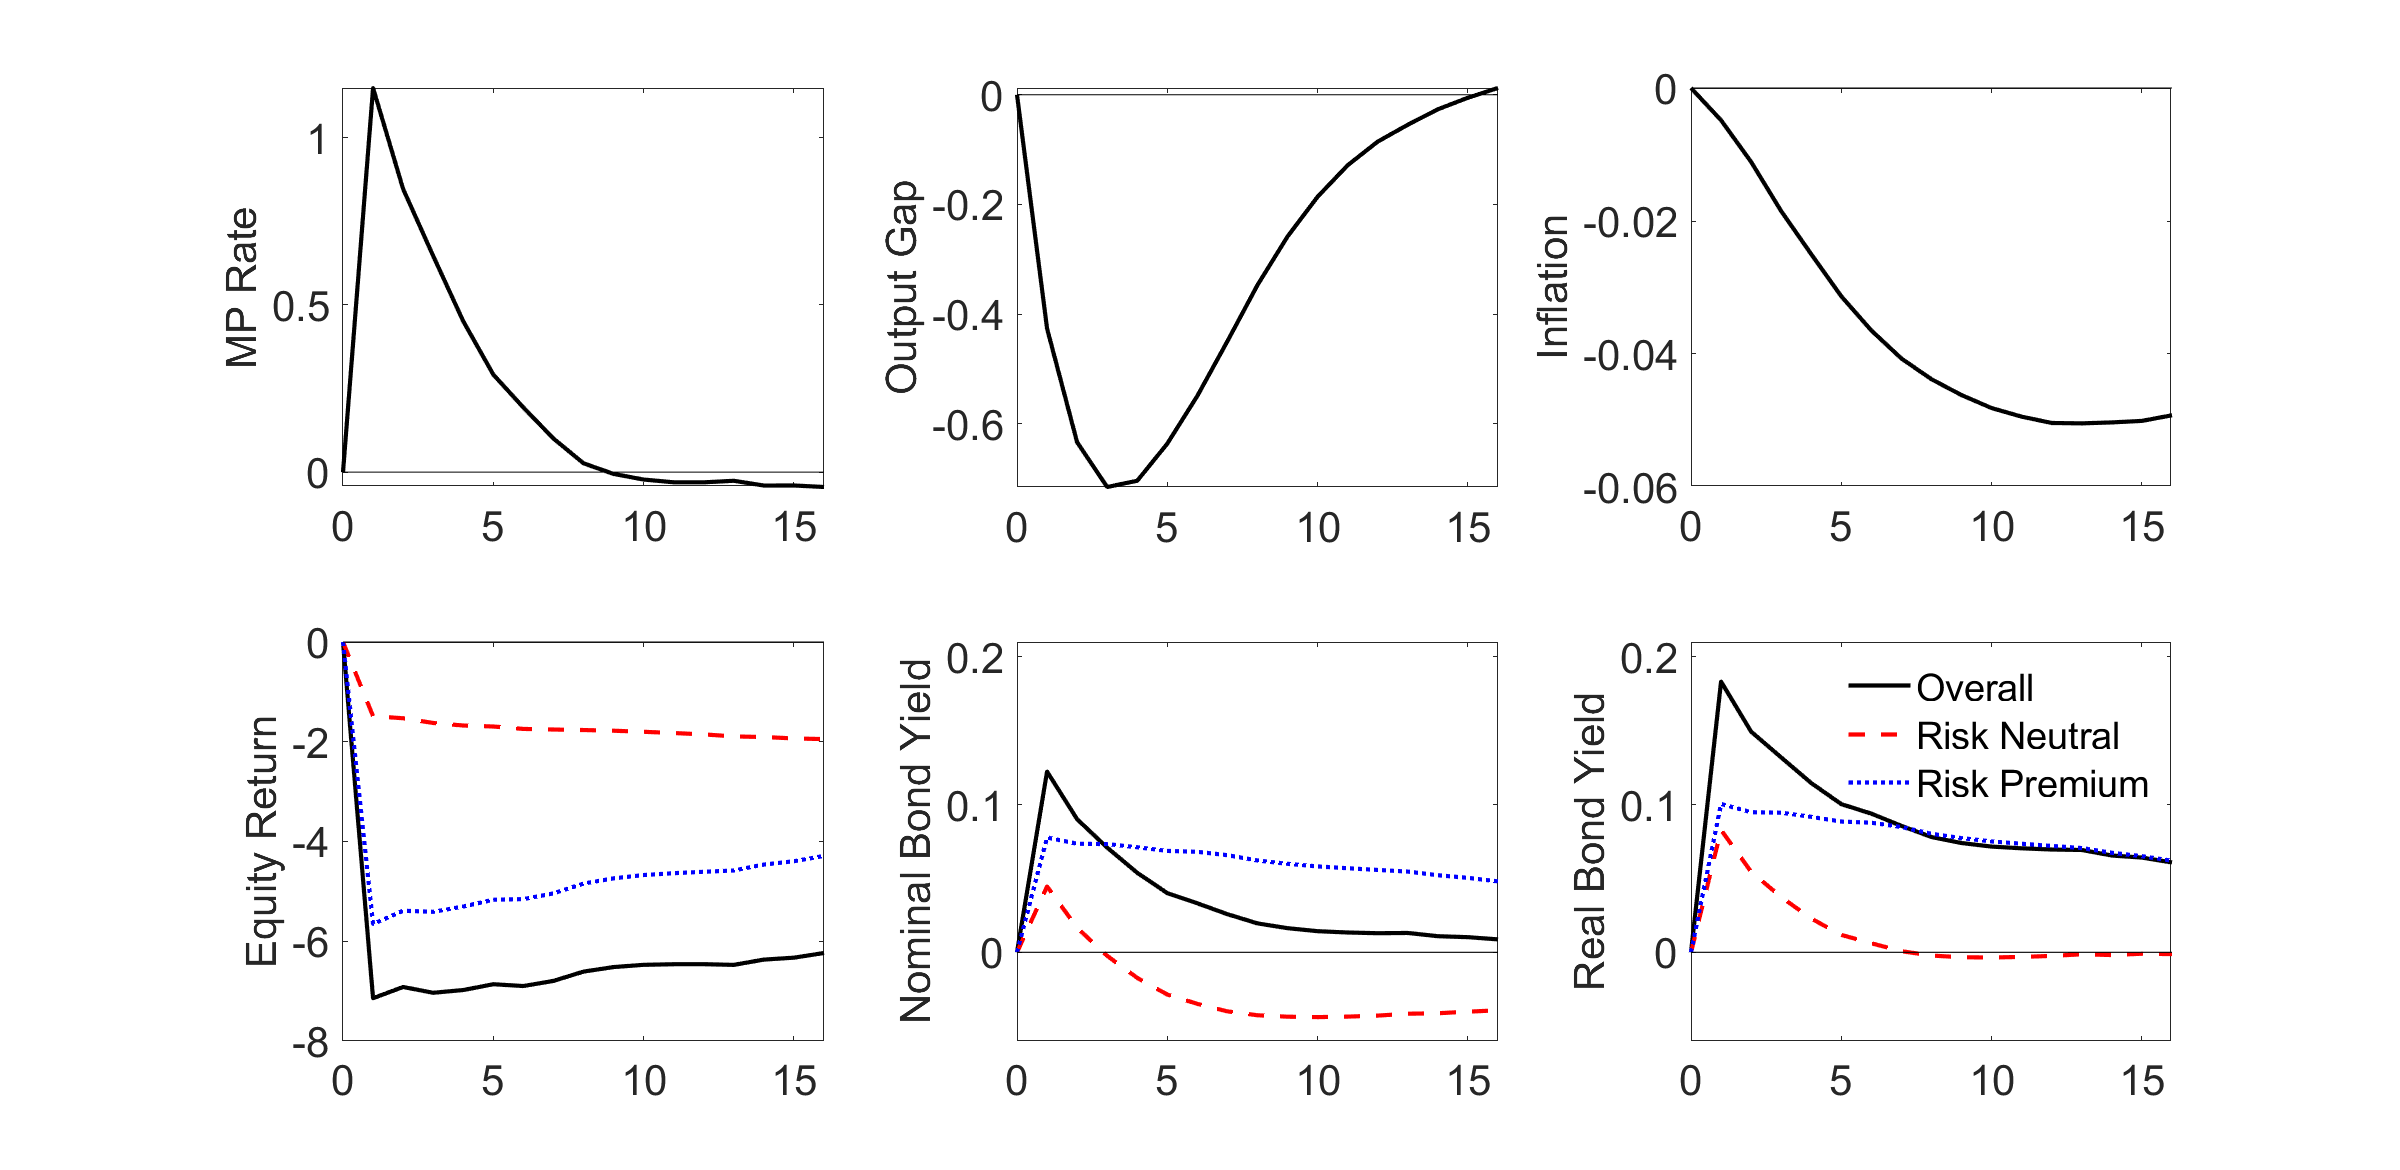 MP Rate
1
0.5
0
0 5 10 15
Output Gap
0
-0.2
-0.4
-0.6
0 5 10 15
Inflation
0
-0.02
-0.04
-0.06
0 5 10 15
Equity Return
0
-2
-4
-6
-8
0 5 10 15
Nominal Bond Yield
0.2
0.1
0
0 5 10 15
Real Bond Yield
0.2
0.1
0
0 5 10 15
Overall
Risk Neutral
Risk Premium